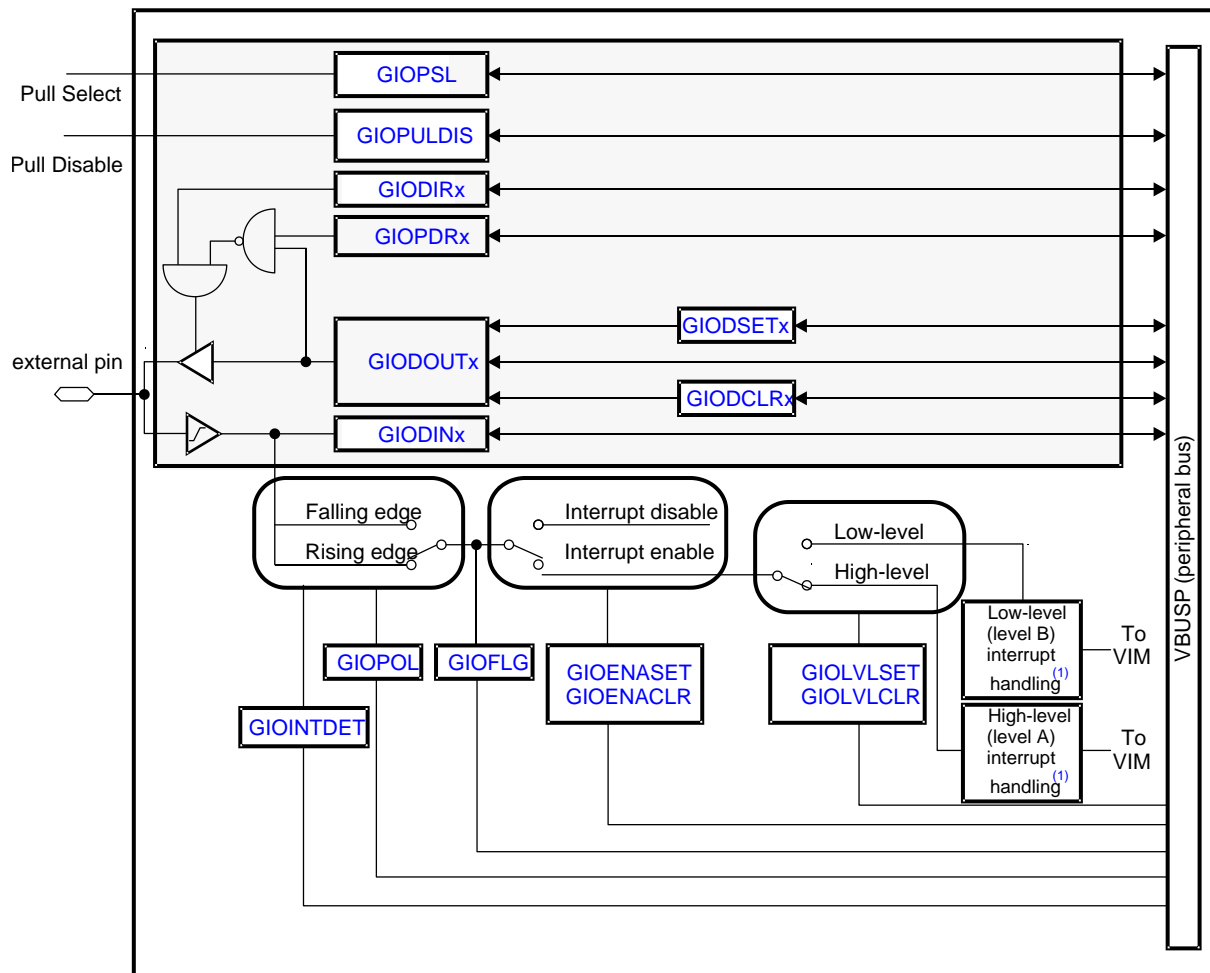 GIOPSL
Pull Select
GIOPULDIS
Pull Disable
GIODIRx
GIOPDRx
GIODSETx
external pin
GIODOUTx
GIODCLRx
GIODINx
VBUSP (peripheral bus)
Falling edge
Rising edge
Interrupt disable
Interrupt enable
Low-level
High-level
GIOPOL
GIOFLG
GIOENASET
GIOENACLR
GIOLVLSET
GIOLVLCLR
Low-level
(level B)
interrupt
handling(1)
To
VIM
GIOINTDET
High-level
(level A)
interrupt
handling(1)
To
VIM